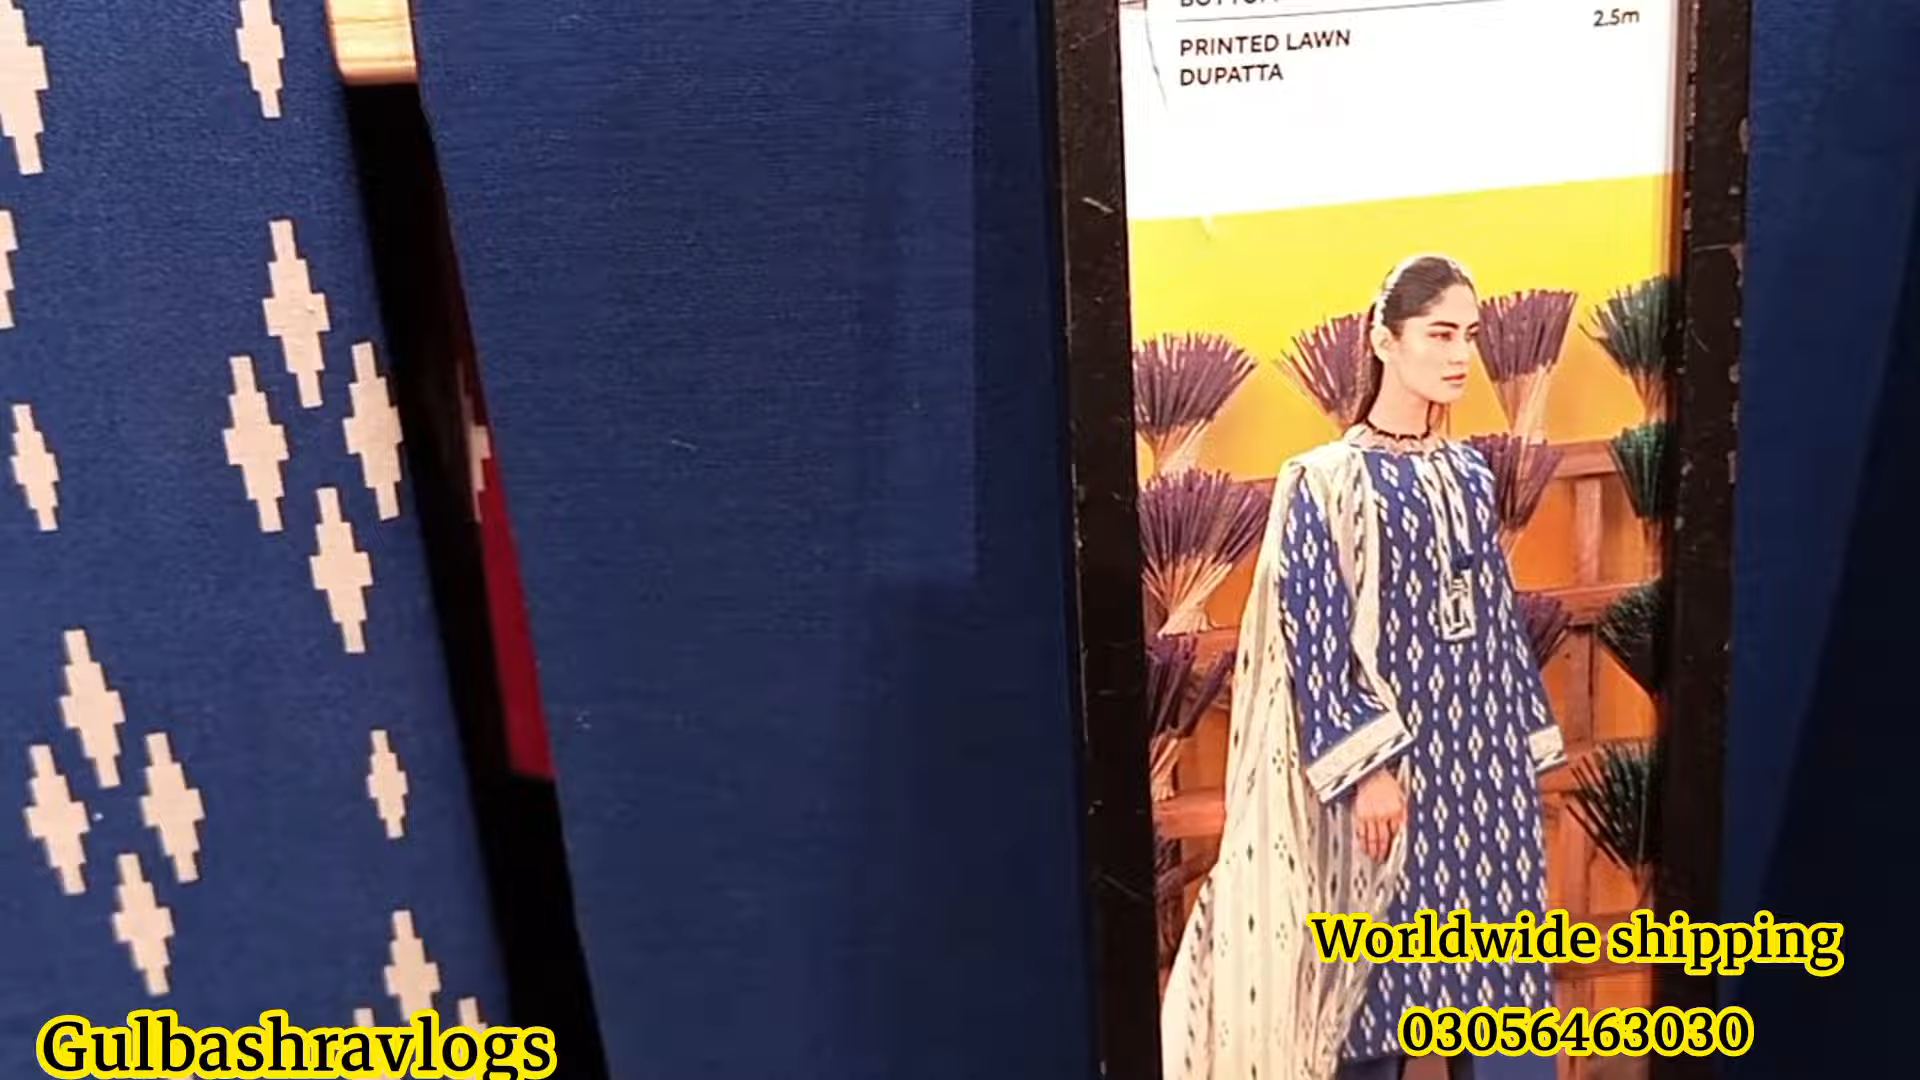 2.5m
PRINTED LAWN
DUPATTA
Worldwide shipping
03056463030
Gulbashravlogs